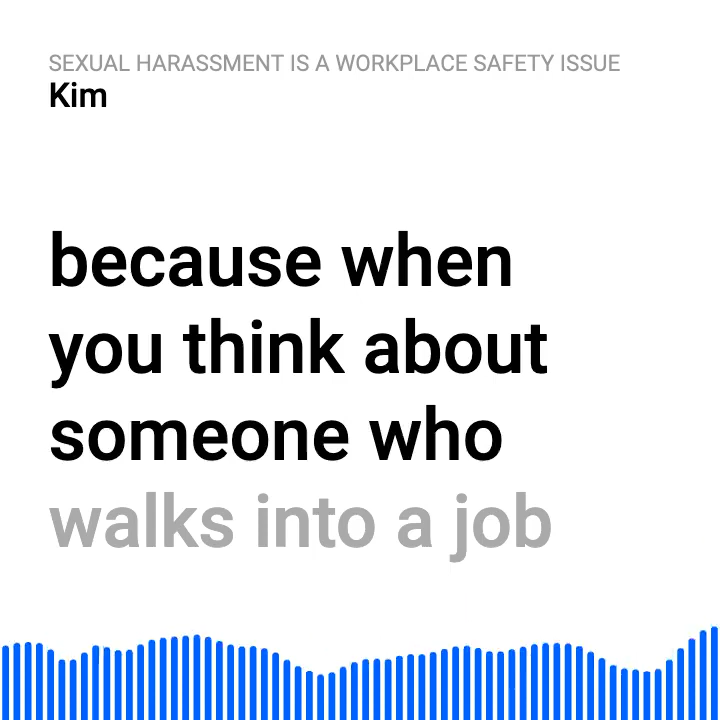 SEXUAL HARASSMENT IS A WORKPLACE SAFETY ISSUE
Kim
because when
you think about
someone who
walks into a job